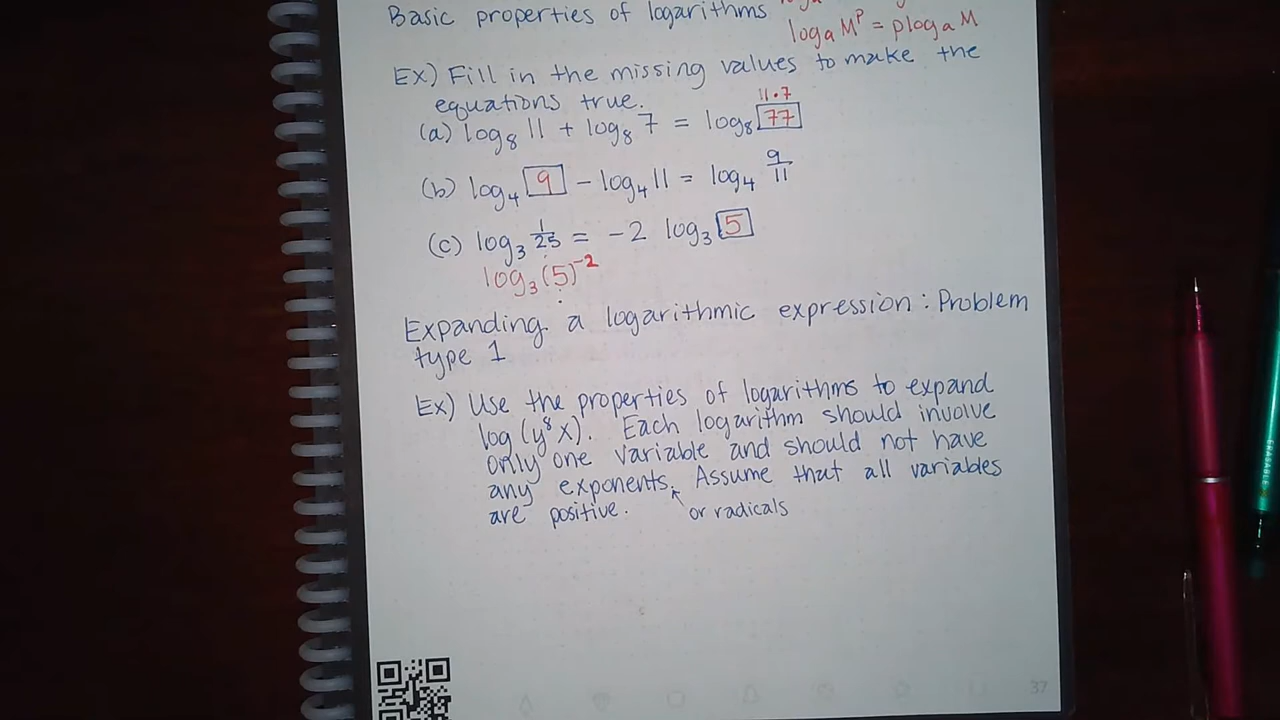 Basic properties of logarithms
logₐ Mᵖ = p logₐ M
Ex) Fill in the missing values to make the
equations true.
11·7
(a) log₈ 11 + log₈ 7 = log₈ 77
(b) log₄ 9 - log₄ 11 = log₄ 9/11
(c) log₃ 1/25 = -2 log₃ 5
log₃ (5)⁻²
Expanding a logarithmic expression: Problem
type 1
Ex) Use the properties of logarithms to expand
log (y⁸x). Each logarithm should involve
only one variable and should not have
any exponents. Assume that all variables
are positive. or radicals
37
ERASABLE